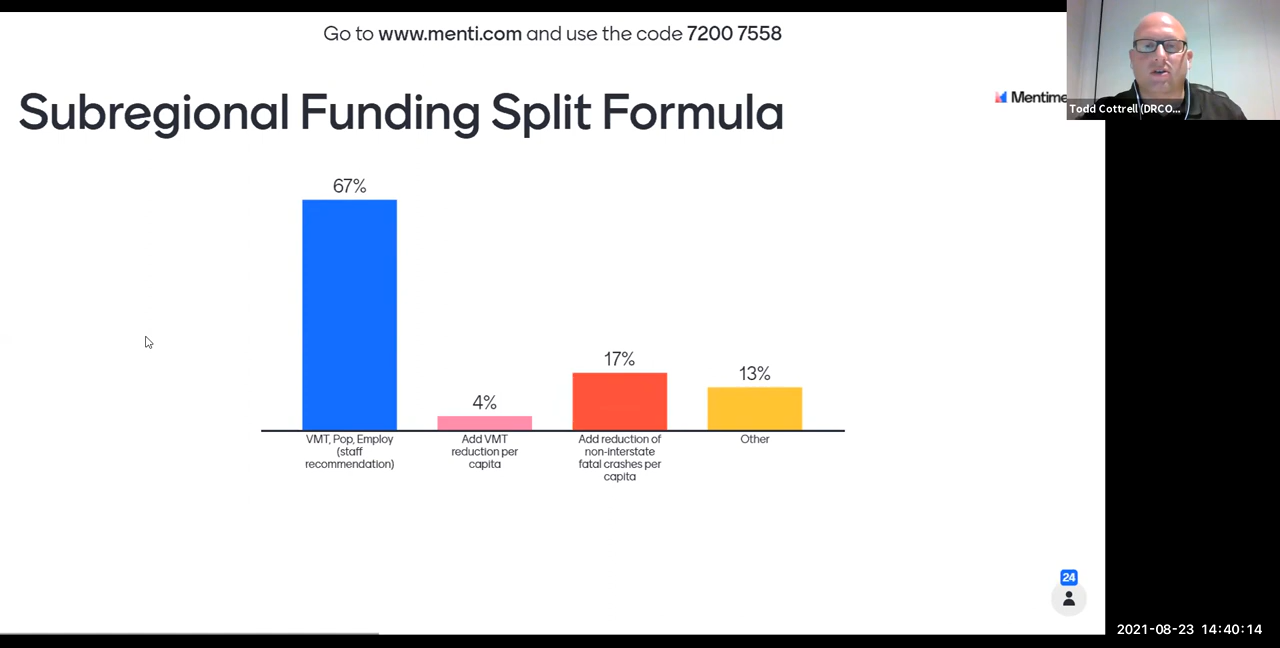 Go to www.menti.com and use the code 7200 7558
Subregional Funding Split Formula
Mentime
Todd Cottrell (DRCO...
67%
4%
17%
13%
VMT, Pop, Employ
(staff
recommendation)
Add VMT
reduction per
capita
Add reduction of
non-interstate
fatal crashes per
capita
Other
24
2021-08-23 14:40:14